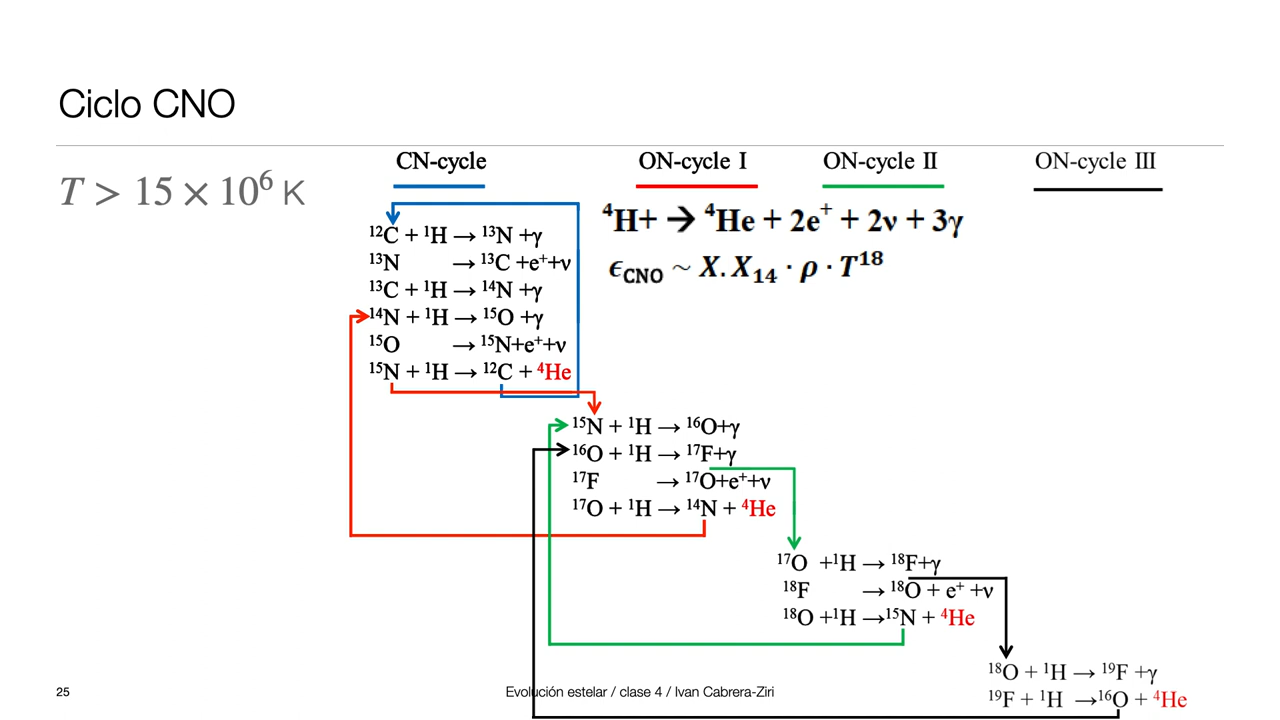 Ciclo CNO
T > 15 × 10⁶ K
CN-cycle
ON-cycle I
ON-cycle II
ON-cycle III
⁴H+ → ⁴He + 2e⁺ + 2ν + 3γ
ϵ_CNO ~ X.X₁₄ · ρ · T¹⁸
¹²C + ¹H → ¹³N +γ
¹³N → ¹³C +e⁺+ν
¹³C + ¹H → ¹⁴N +γ
¹⁴N + ¹H → ¹⁵O +γ
¹⁵O → ¹⁵N+e⁺+ν
¹⁵N + ¹H → ¹²C + ⁴He
¹⁵N + ¹H → ¹⁶O+γ
¹⁶O + ¹H → ¹⁷F+γ
¹⁷F → ¹⁷O+e⁺+ν
¹⁷O + ¹H → ¹⁴N + ⁴He
¹⁷O +¹H → ¹⁸F+γ
¹⁸F → ¹⁸O + e⁺ +ν
¹⁸O +¹H →¹⁵N + ⁴He
¹⁸O + ¹H → ¹⁹F +γ
¹⁹F + ¹H →¹⁶O + ⁴He
25
Evolución estelar / clase 4 / Ivan Cabrera-Ziri